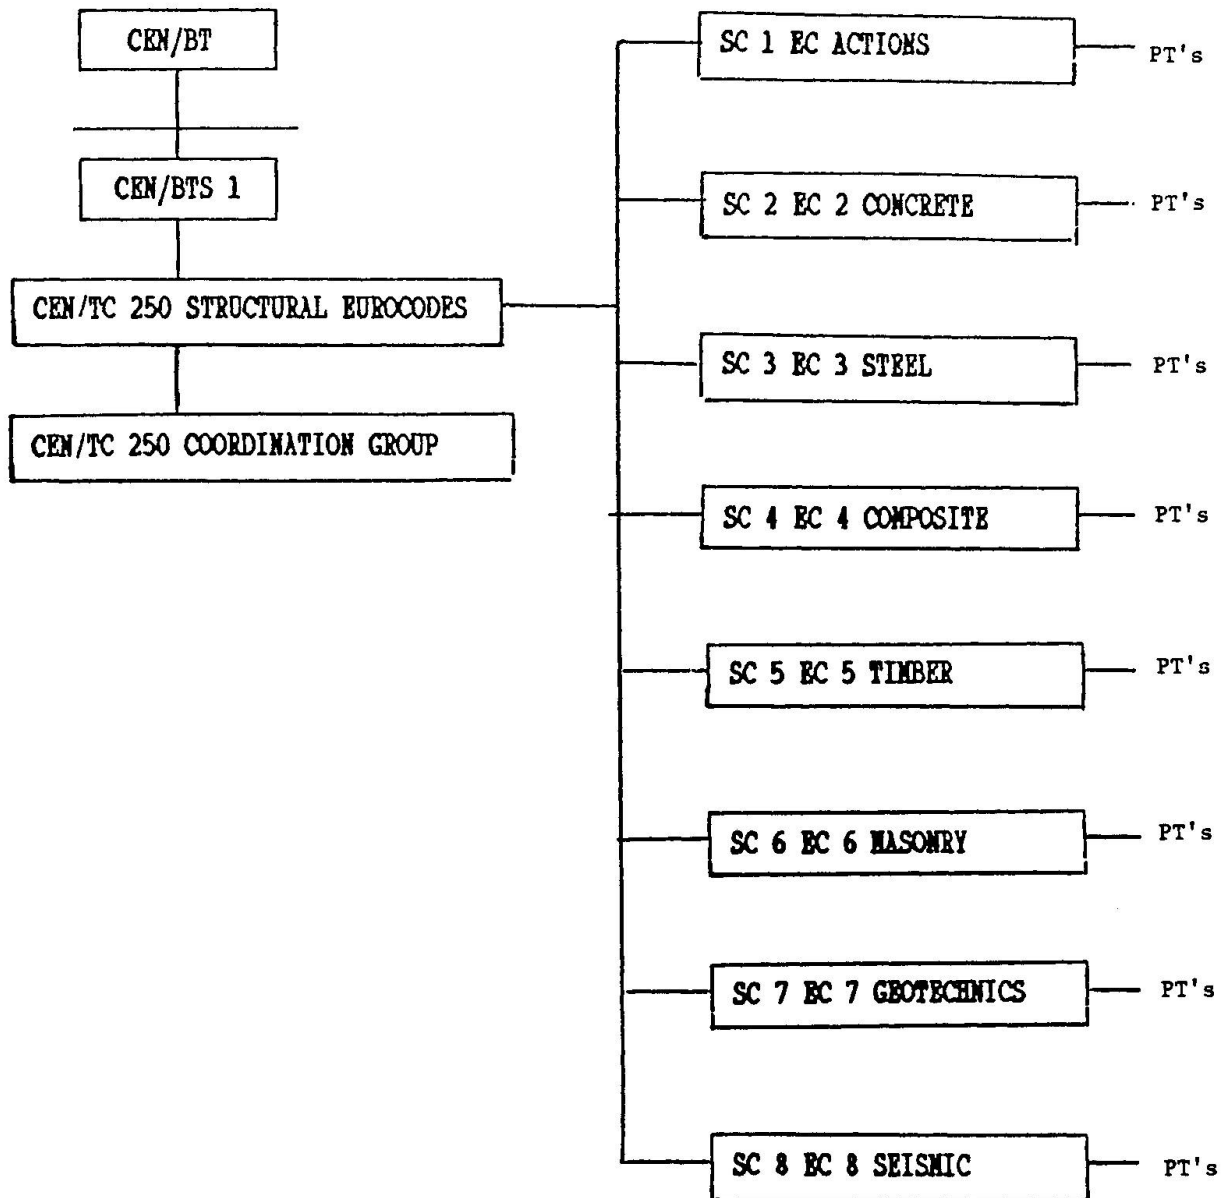 CEN/BT
CEN/BTS 1
CEN/TC 250 STRUCTURAL EUROCODES
CEN/TC 250 COORDINATION GROUP
SC 1 EC ACTIONS
PT's
SC 2 EC 2 CONCRETE
PT's
SC 3 EC 3 STEEL
PT's
SC 4 EC 4 COMPOSITE
PT's
SC 5 EC 5 TIMBER
PT's
SC 6 EC 6 MASONRY
PT's
SC 7 EC 7 GEOTECHNICS
PT's
SC 8 EC 8 SEISMIC
PT's